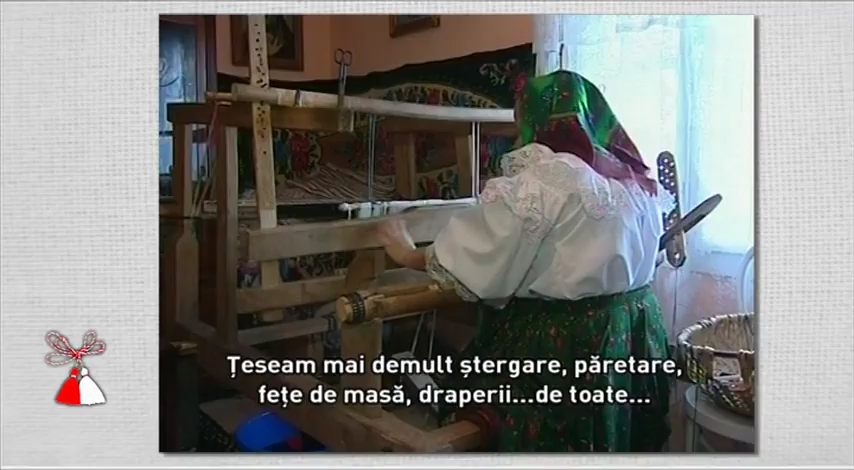 Țeseam mai demult ștergare, păretare,
fețe de masă, draperii...de toate...